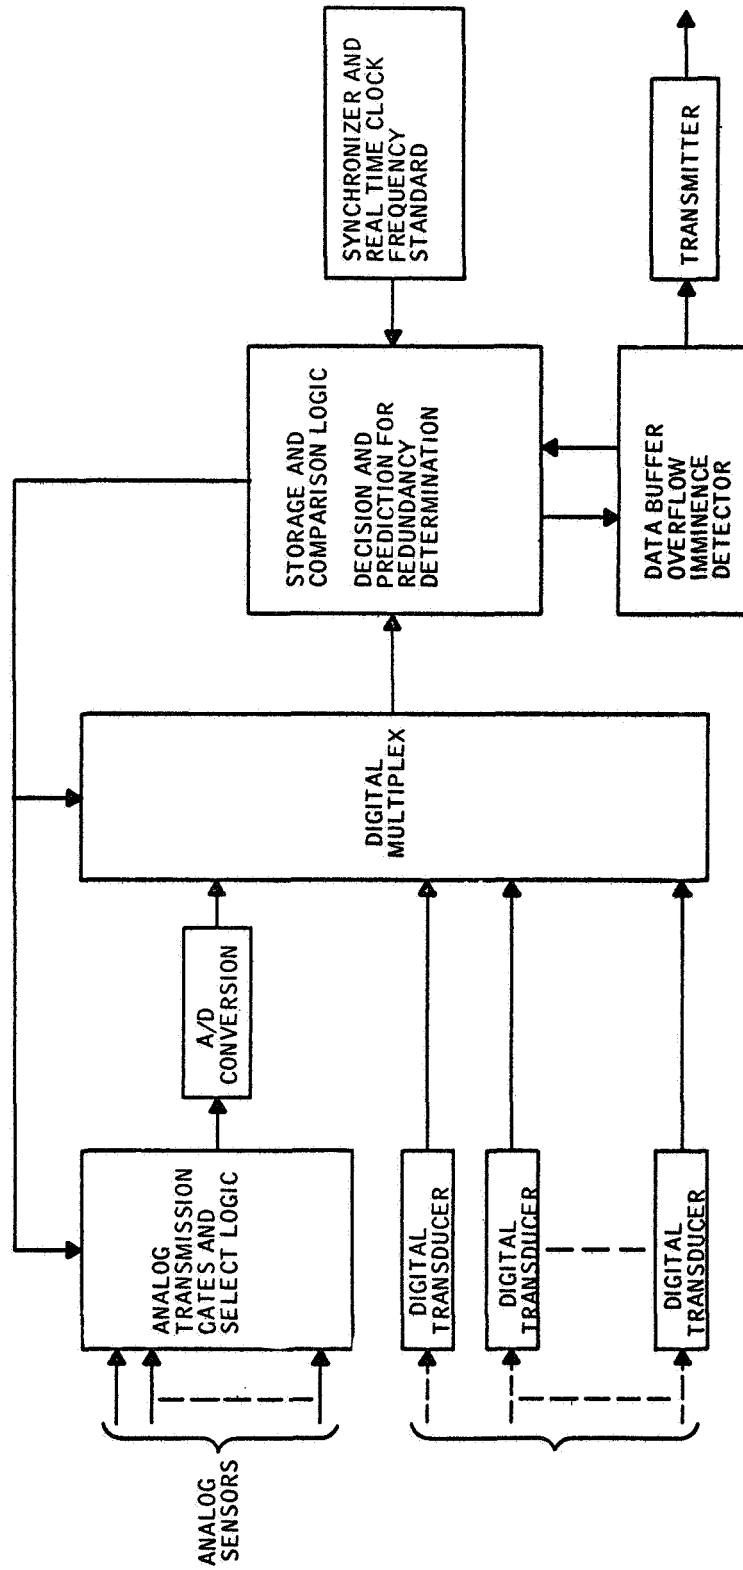 ANALOG
SENSORS
ANALOG
TRANSMISSION
GATES AND
SELECT LOGIC
A/D
CONVERSION
DIGITAL
TRANSDUCER
DIGITAL
TRANSDUCER
DIGITAL
TRANSDUCER
DIGITAL
MULTIPLEX
STORAGE AND
COMPARISON LOGIC
DECISION AND
PREDICTION FOR
REDUNDANCY
DETERMINATION
SYNCHRONIZER AND
REAL TIME CLOCK
FREQUENCY
STANDARD
DATA BUFFER
OVERFLOW
IMMINENCE
DETECTOR
TRANSMITTER